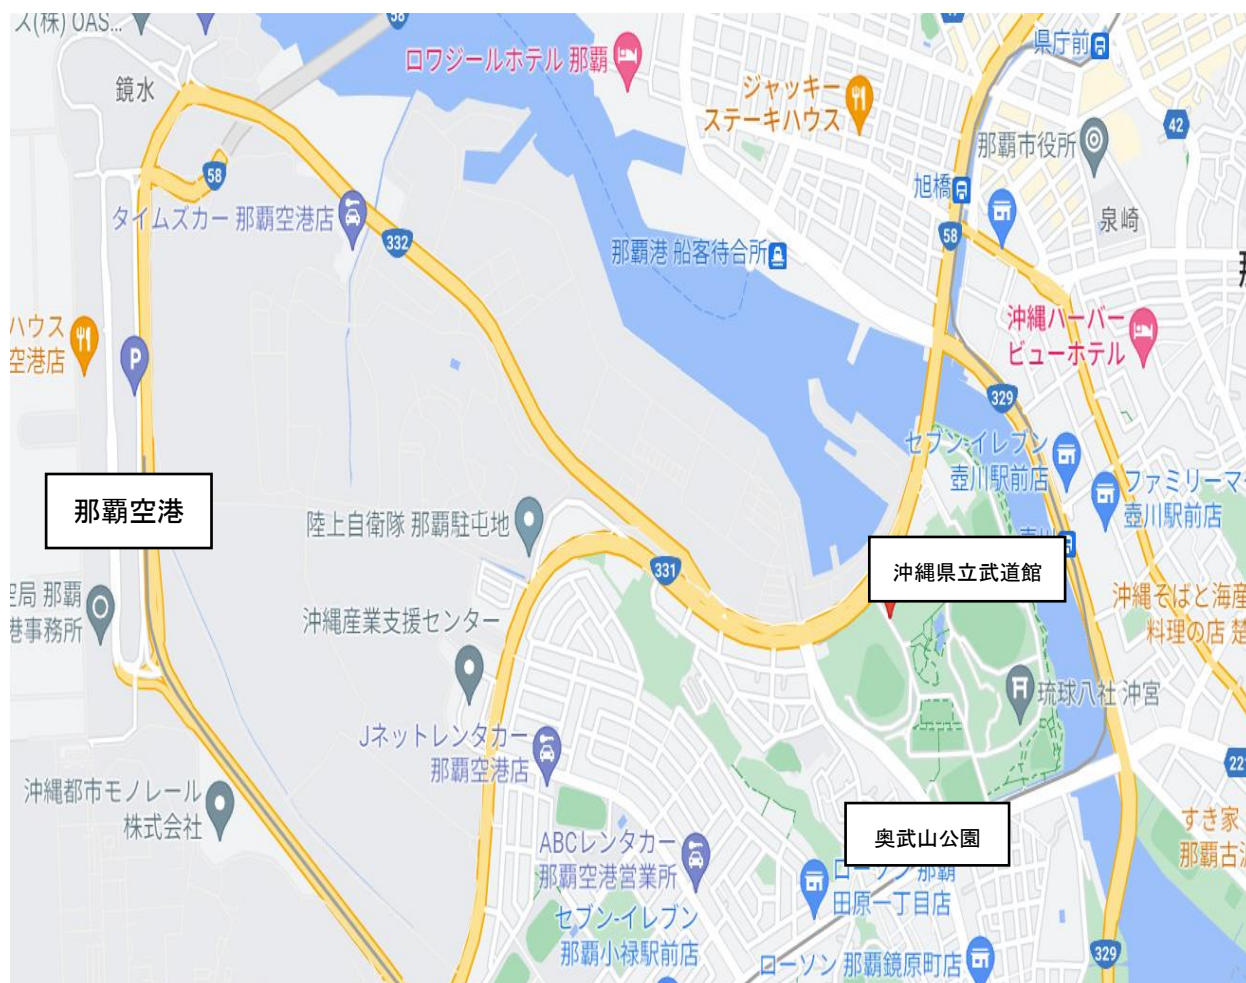 ス(株) OAS...
58
鏡水
ロワジールホテル 那覇
県庁前
ジャッキー
ステーキハウス
42
那覇市役所
旭橋
泉崎
58
タイムズカー 那覇空港店
332
那覇港 船客待合所
58
ハウス
空港店
P
沖縄ハーバー
ビューホテル
329
セブン-イレブン
壺川駅前店
ファミリーマ
壺川駅前店
那覇空港
陸上自衛隊 那覇駐屯地
331
沖縄県立武道館
局 那覇
港事務所
沖縄産業支援センター
沖縄そばと海産
料理の店 楚
琉球八社 沖宮
Jネットレンタカー
那覇空港店
221
沖縄都市モノレール
株式会社
奥武山公園
すき家
那覇古波
ABCレンタカー
那覇空港営業所
ローソン 那覇
田原一丁目店
セブン-イレブン
那覇小禄駅前店
ローソン 那覇鏡原町店
329